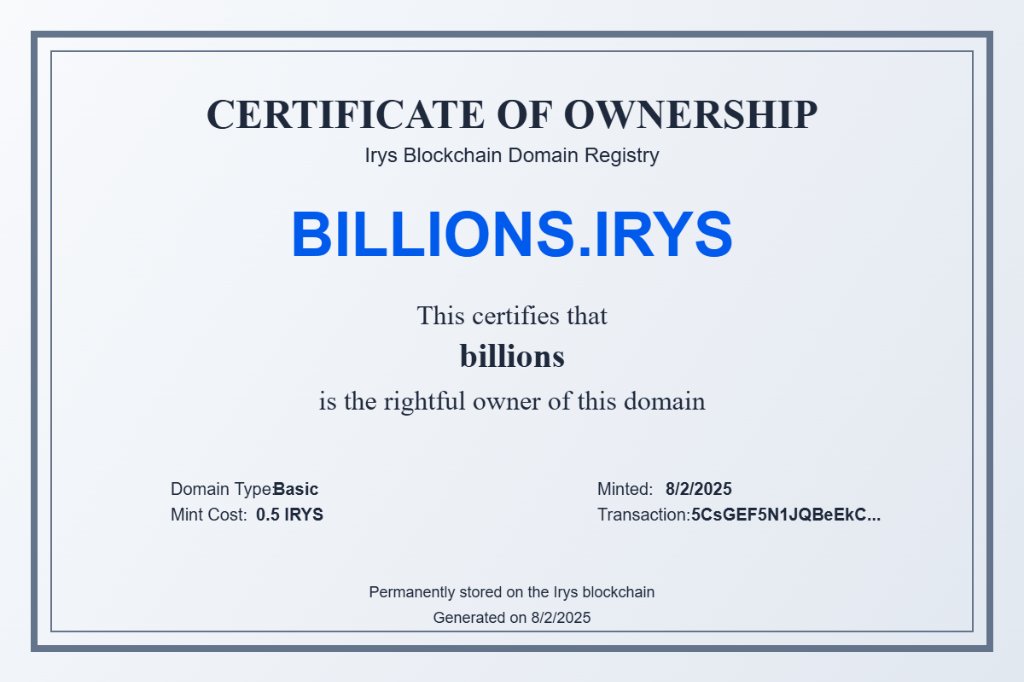 CERTIFICATE OF OWNERSHIP
Irys Blockchain Domain Registry
BILLIONS.IRYS
This certifies that
billions
is the rightful owner of this domain
Domain Type: Basic
Minted: 8/2/2025
Mint Cost: 0.5 IRYS
Transaction: 5CsGEF5N1JQBeEkC...
Permanently stored on the Irys blockchain
Generated on 8/2/2025